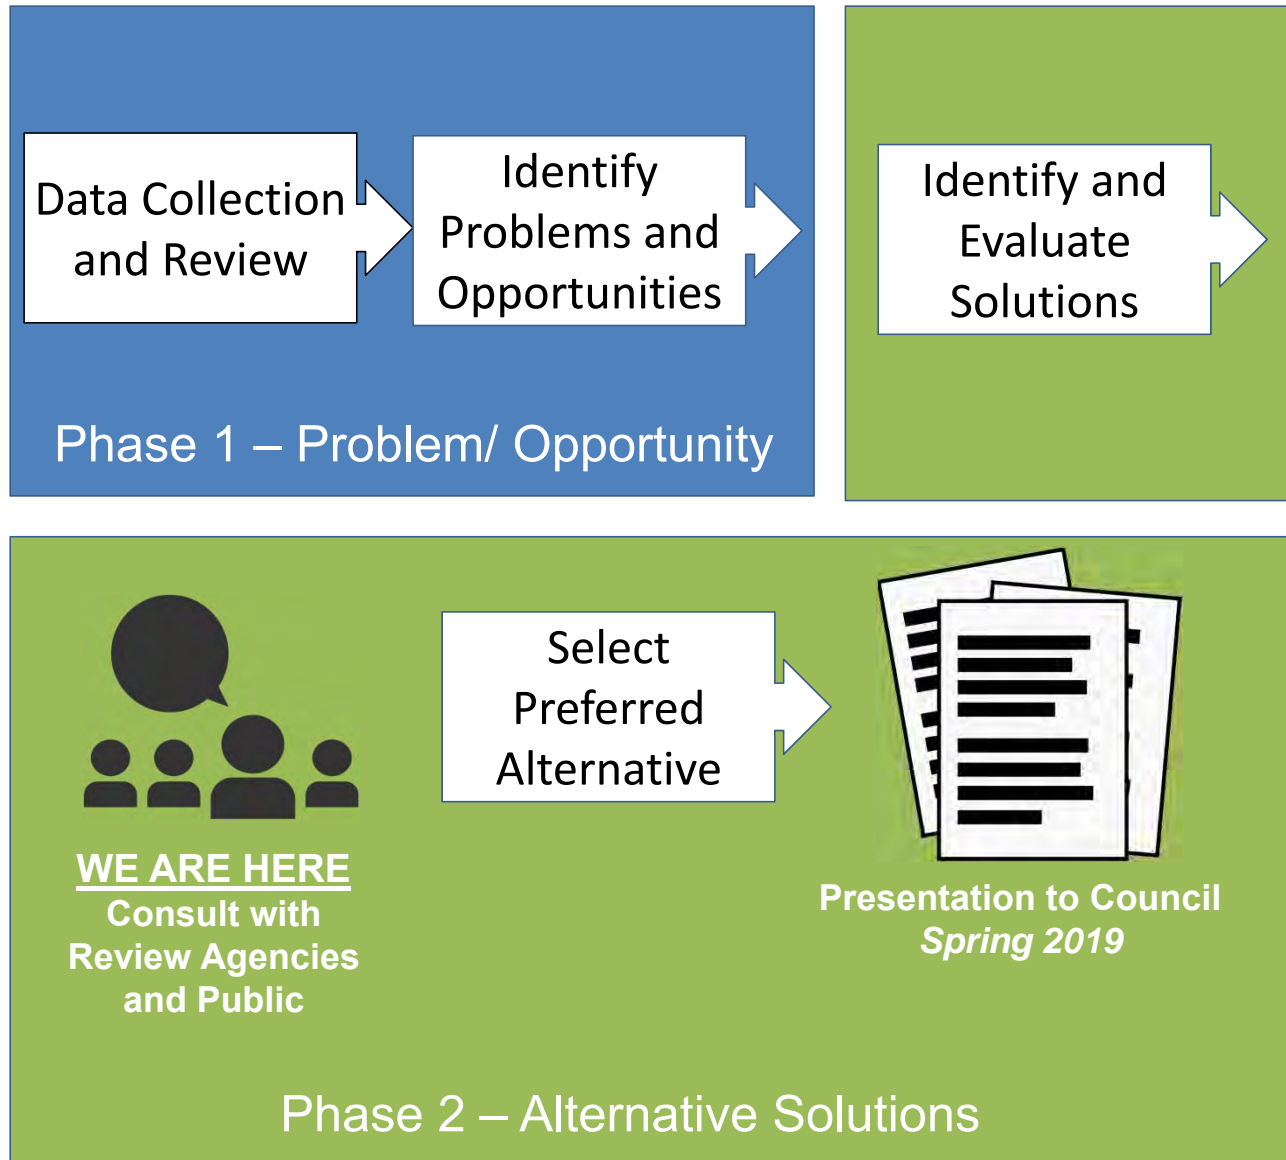 Data Collection
and Review
Identify
Problems and
Opportunities
Phase 1 – Problem/ Opportunity
Identify and
Evaluate
Solutions
WE ARE HERE
Consult with
Review Agencies
and Public
Select
Preferred
Alternative
Presentation to Council
Spring 2019
Phase 2 – Alternative Solutions